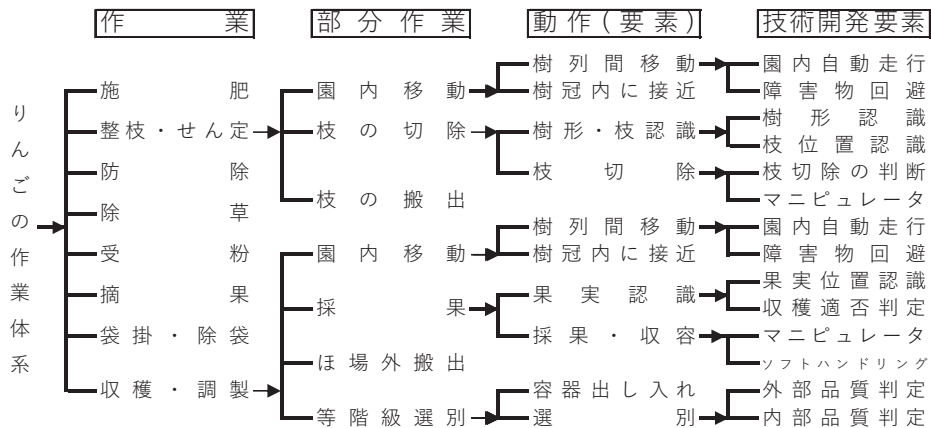 作業 部分作業 動作(要素) 技術開発要素
りんごの作業体系
施肥
整枝・せん定
防除
除草
受粉
摘果
袋掛・除袋
収穫・調製
園内移動
枝の切除
枝の搬出
園内移動
採果
ほ場外搬出
等階級選別
樹列間移動
樹冠内に接近
樹形・枝認識
枝切除
樹列間移動
樹冠内に接近
果実認識
採果・収容
容器出し入れ
選別
園内自動走行
障害物回避
樹形認識
枝位置認識
枝切除の判断
マニピュレータ
園内自動走行
障害物回避
果実位置認識
収穫適否判定
マニピュレータ
ソフトハンドリング
外部品質判定
内部品質判定